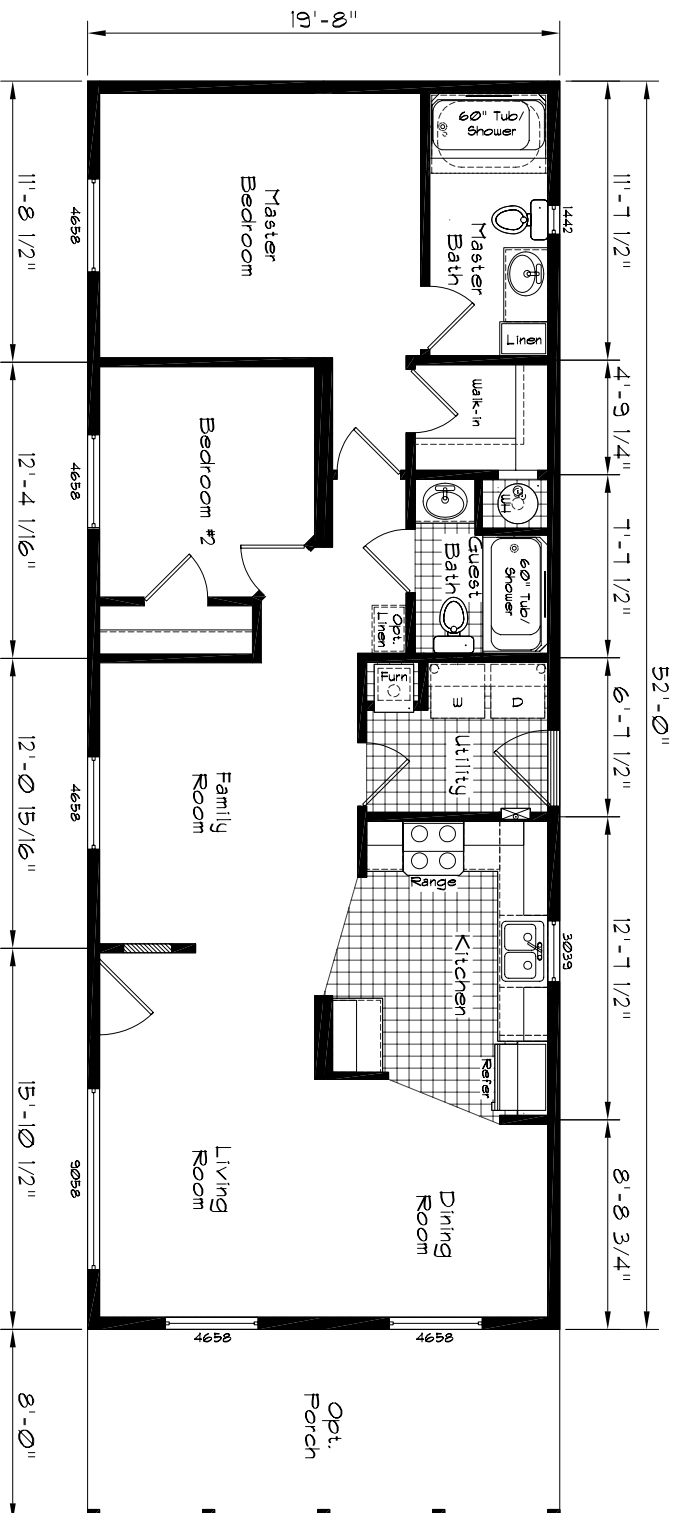 19'-8"
60" Tub/
Shower
Master
Bath
Linen
1442
11'-7 1/2"
Master
Bedroom
4658
11'-8 1/2"
Walk-in
4'-9 1/4"
Bedroom #2
4658
12'-4 1/16"
WH
60" Tub/
Shower
Guest
Bath
Opt.
Linen
7'-7 1/2"
52'-0"
Furn
W
D
Utility
6'-7 1/2"
Family
Room
4658
12'-0 15/16"
Range
Kitchen
Refer
3039
12'-7 1/2"
Living
Room
9058
15'-10 1/2"
Dining
Room
8'-8 3/4"
4658
4658
Opt.
Porch
8'-0"